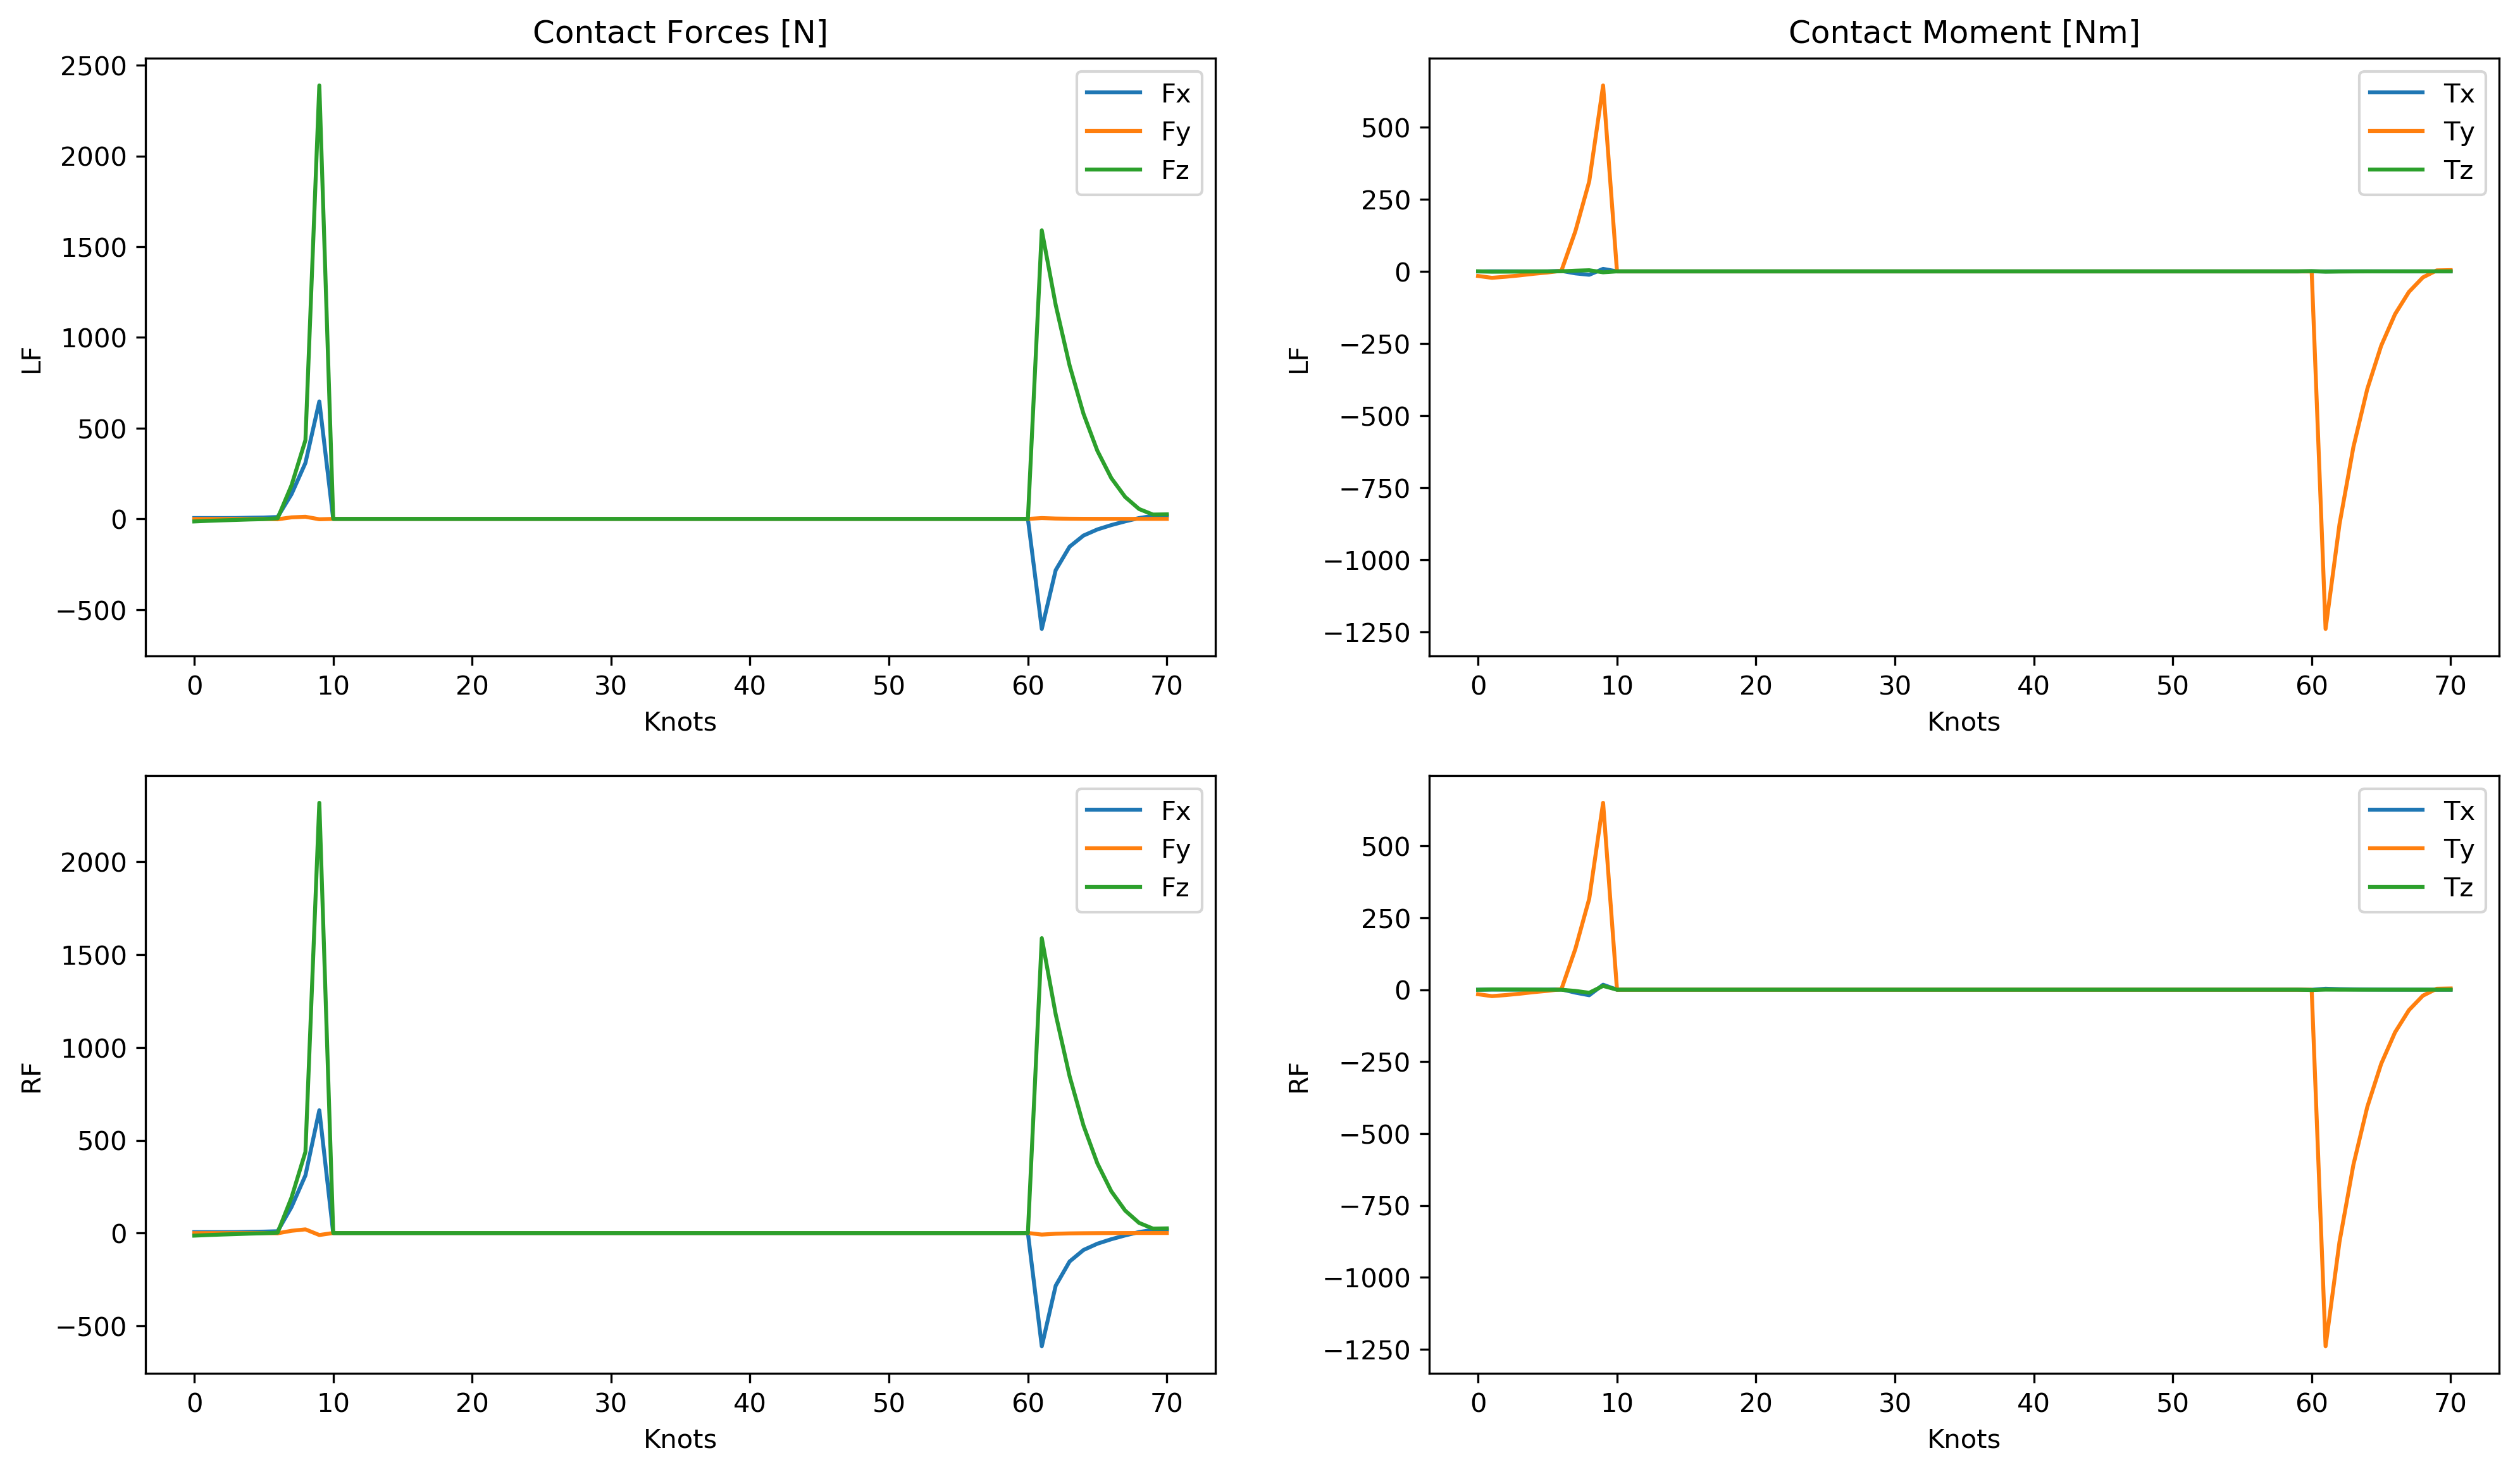 Contact Forces [N]
2500
2000
1500
1000
500
0
−500
LF
Fx
Fy
Fz
0 10 20 30 40 50 60 70
Knots
Contact Moment [Nm]
500
250
0
−250
−500
−750
−1000
−1250
LF
Tx
Ty
Tz
0 10 20 30 40 50 60 70
Knots
2000
1500
1000
500
0
−500
RF
Fx
Fy
Fz
0 10 20 30 40 50 60 70
Knots
500
250
0
−250
−500
−750
−1000
−1250
RF
Tx
Ty
Tz
0 10 20 30 40 50 60 70
Knots